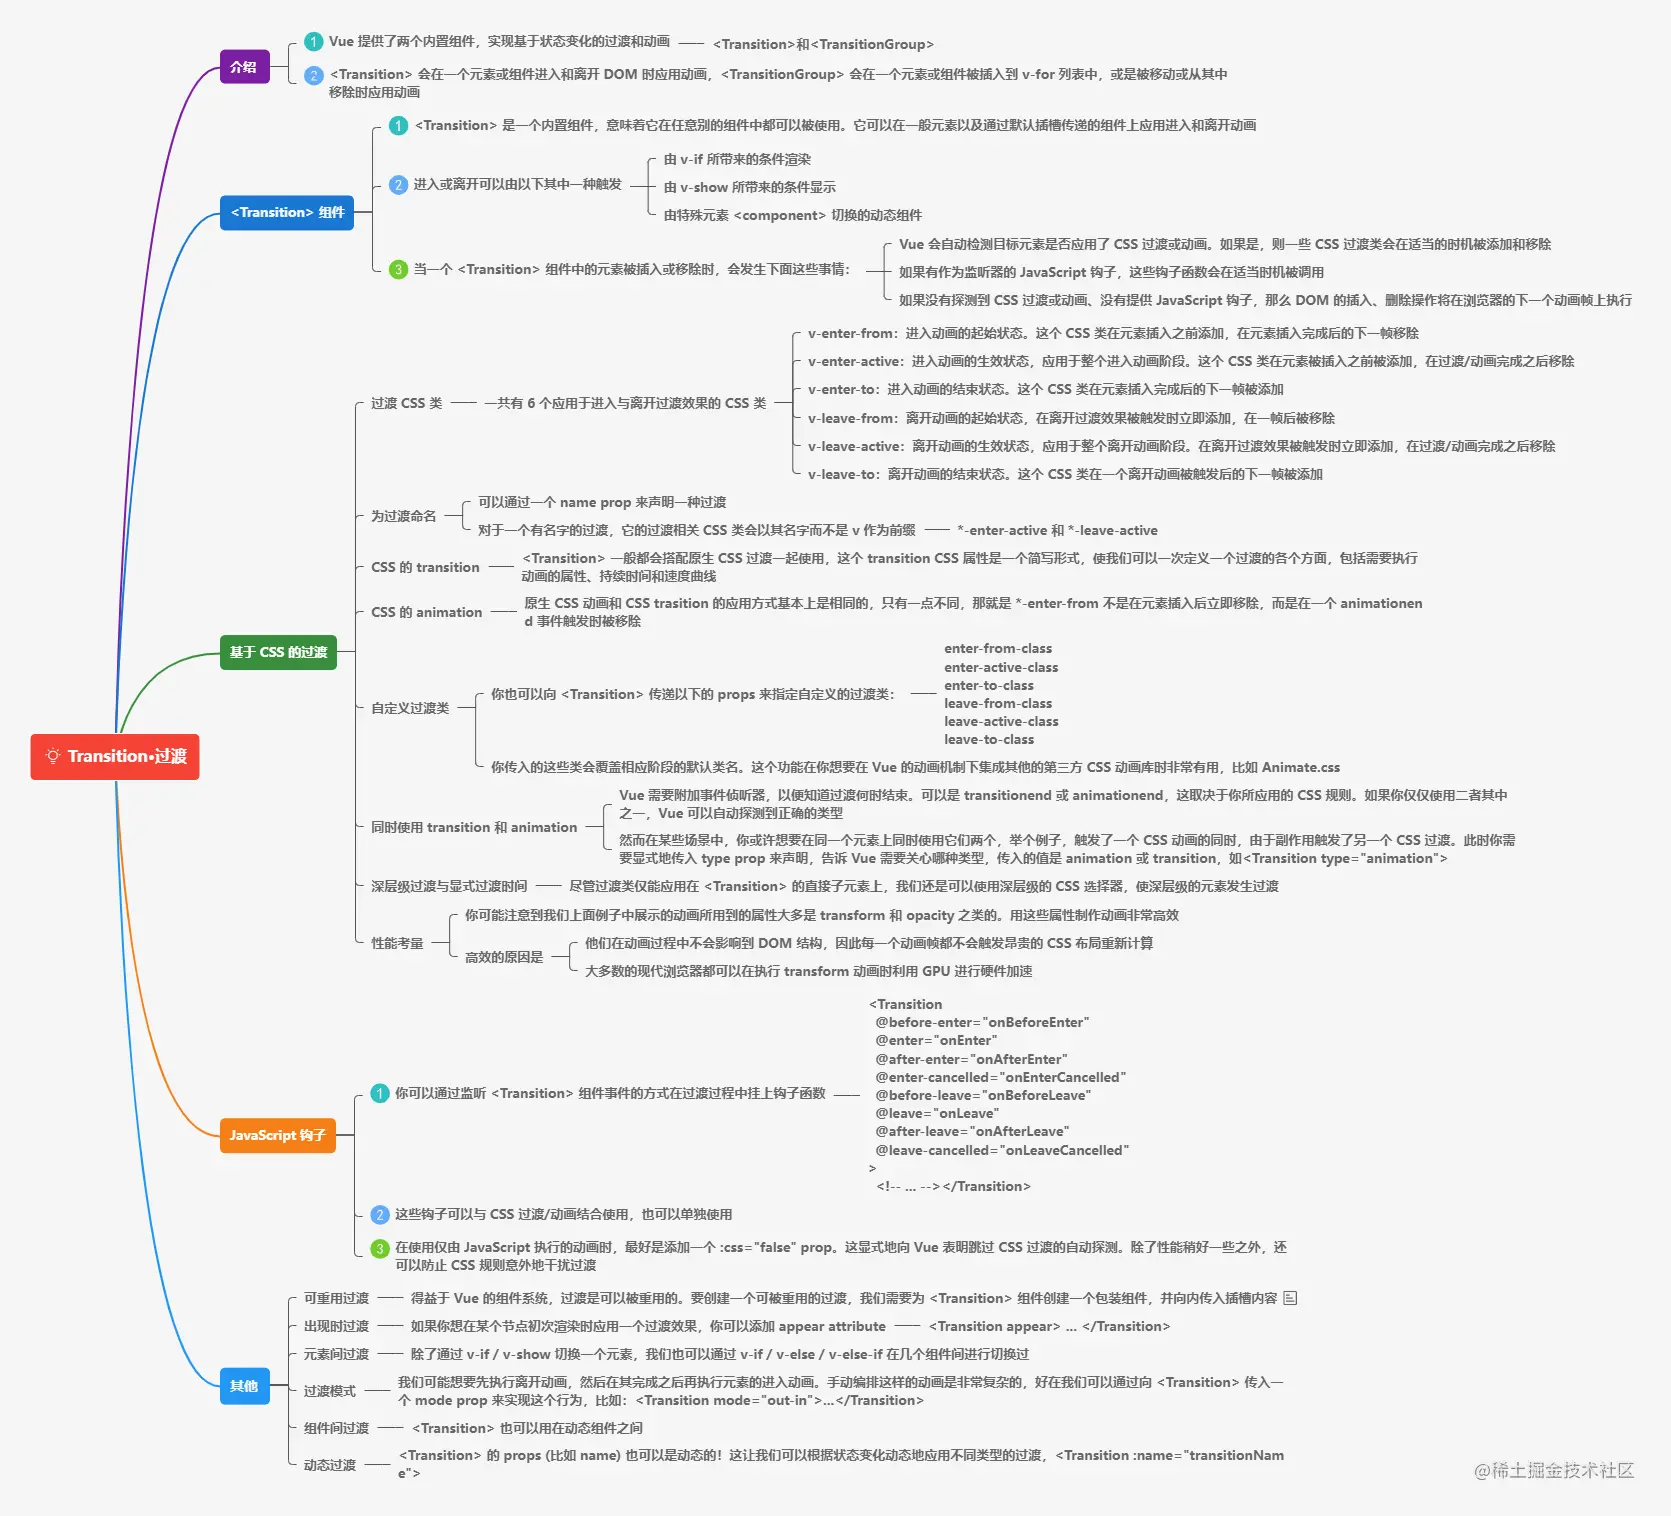 Transition•过渡
介绍
1 Vue 提供了两个内置组件，实现基于状态变化的过渡和动画
<Transition>和<TransitionGroup>
2 <Transition> 会在一个元素或组件进入和离开 DOM 时应用动画，<TransitionGroup> 会在一个元素或组件被插入到 v-for 列表中，或是被移动或从其中
移除时应用动画
<Transition> 组件
1 <Transition> 是一个内置组件，意味着它在任意别的组件中都可以被使用。它可以在一般元素以及通过默认插槽传递的组件上应用进入和离开动画
2 进入或离开可以由以下其中一种触发
由 v-if 所带来的条件渲染
由 v-show 所带来的条件显示
由特殊元素 <component> 切换的动态组件
3 当一个 <Transition> 组件中的元素被插入或移除时，会发生下面这些事情：
Vue 会自动检测目标元素是否应用了 CSS 过渡或动画。如果是，则一些 CSS 过渡类会在适当的时机被添加和移除
如果有作为监听器的 JavaScript 钩子，这些钩子函数会在适当时机被调用
如果没有探测到 CSS 过渡或动画、没有提供 JavaScript 钩子，那么 DOM 的插入、删除操作将在浏览器的下一个动画帧上执行
基于 CSS 的过渡
过渡 CSS 类
一共有 6 个应用于进入与离开过渡效果的 CSS 类
v-enter-from：进入动画的起始状态。这个 CSS 类在元素插入之前添加，在元素插入完成后的下一帧移除
v-enter-active：进入动画的生效状态，应用于整个进入动画阶段。这个 CSS 类在元素被插入之前被添加，在过渡/动画完成之后移除
v-enter-to：进入动画的结束状态。这个 CSS 类在元素插入完成后的下一帧被添加
v-leave-from：离开动画的起始状态，在离开过渡效果被触发时立即添加，在一帧后被移除
v-leave-active：离开动画的生效状态，应用于整个离开动画阶段。在离开过渡效果被触发时立即添加，在过渡/动画完成之后移除
v-leave-to：离开动画的结束状态。这个 CSS 类在一个离开动画被触发后的下一帧被添加
为过渡命名
可以通过一个 name prop 来声明一种过渡
对于一个有名字的过渡，它的过渡相关 CSS 类会以其名字而不是 v 作为前缀
*-enter-active 和 *-leave-active
CSS 的 transition
<Transition> 一般都会搭配原生 CSS 过渡一起使用，这个 transition CSS 属性是一个简写形式，使我们可以一次定义一个过渡的各个方面，包括需要执行
动画的属性、持续时间和速度曲线
CSS 的 animation
原生 CSS 动画和 CSS trasition 的应用方式基本上是相同的，只有一点不同，那就是 *-enter-from 不是在元素插入后立即移除，而是在一个 animationen
d 事件触发时被移除
自定义过渡类
你也可以向 <Transition> 传递以下的 props 来指定自定义的过渡类：
enter-from-class
enter-active-class
enter-to-class
leave-from-class
leave-active-class
leave-to-class
你传入的这些类会覆盖相应阶段的默认类名。这个功能在你想要在 Vue 的动画机制下集成其他的第三方 CSS 动画库时非常有用，比如 Animate.css
同时使用 transition 和 animation
Vue 需要附加事件侦听器，以便知道过渡何时结束。可以是 transitionend 或 animationend，这取决于你所应用的 CSS 规则。如果你仅仅使用二者其中
之一，Vue 可以自动探测到正确的类型
然而在某些场景中，你或许想要在同一个元素上同时使用它们两个，举个例子，触发了一个 CSS 动画的同时，由于副作用触发了另一个 CSS 过渡。此时你需
要显式地传入 type prop 来声明，告诉 Vue 需要关心哪种类型，传入的值是 animation 或 transition，如<Transition type="animation">
深层级过渡与显式过渡时间
尽管过渡类仅能应用在 <Transition> 的直接子元素上，我们还是可以使用深层级的 CSS 选择器，使深层级的元素发生过渡
性能考量
你可能注意到我们上面例子中展示的动画所用到的属性大多是 transform 和 opacity 之类的。用这些属性制作动画非常高效
高效的原因是
他们在动画过程中不会影响到 DOM 结构，因此每一个动画帧都不会触发昂贵的 CSS 布局重新计算
大多数的现代浏览器都可以在执行 transform 动画时利用 GPU 进行硬件加速
JavaScript 钩子
1 你可以通过监听 <Transition> 组件事件的方式在过渡过程中挂上钩子函数
<Transition
@before-enter="onBeforeEnter"
@enter="onEnter"
@after-enter="onAfterEnter"
@enter-cancelled="onEnterCancelled"
@before-leave="onBeforeLeave"
@leave="onLeave"
@after-leave="onAfterLeave"
@leave-cancelled="onLeaveCancelled"
>
<!-- ... --></Transition>
2 这些钩子可以与 CSS 过渡/动画结合使用，也可以单独使用
3 在使用仅由 JavaScript 执行的动画时，最好是添加一个 :css="false" prop。这显式地向 Vue 表明跳过 CSS 过渡的自动探测。除了性能稍好一些之外，还
可以防止 CSS 规则意外地干扰过渡
其他
可重用过渡
得益于 Vue 的组件系统，过渡是可以被重用的。要创建一个可被重用的过渡，我们需要为 <Transition> 组件创建一个包装组件，并向内传入插槽内容
出现时过渡
如果你想在某个节点初次渲染时应用一个过渡效果，你可以添加 appear attribute
<Transition appear> ... </Transition>
元素间过渡
除了通过 v-if / v-show 切换一个元素，我们也可以通过 v-if / v-else / v-else-if 在几个组件间进行切换过
过渡模式
我们可能想要先执行离开动画，然后在其完成之后再执行元素的进入动画。手动编排这样的动画是非常复杂的，好在我们可以通过向 <Transition> 传入一
个 mode prop 来实现这个行为，比如：<Transition mode="out-in">...</Transition>
组件间过渡
<Transition> 也可以用在动态组件之间
动态过渡
<Transition> 的 props (比如 name) 也可以是动态的！这让我们可以根据状态变化动态地应用不同类型的过渡，<Transition :name="transitionNam
e">
@稀土掘金技术社区